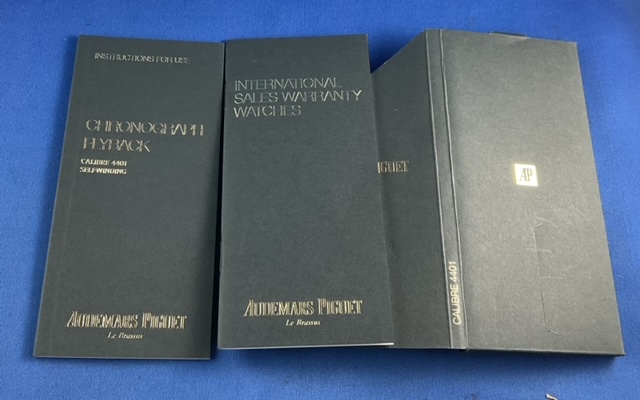 INSTRUCTIONS FOR USE
CHRONOGRAPH
FLYBACK
CALIBRE 4401
SELFWINDING
AUDEMARS PIGUET
Le Brassus
INTERNATIONAL
SALES WARRANTY
WATCHES
AUDEMARS PIGUET
Le Brassus
PIGUET
CALIBRE 4401
AP